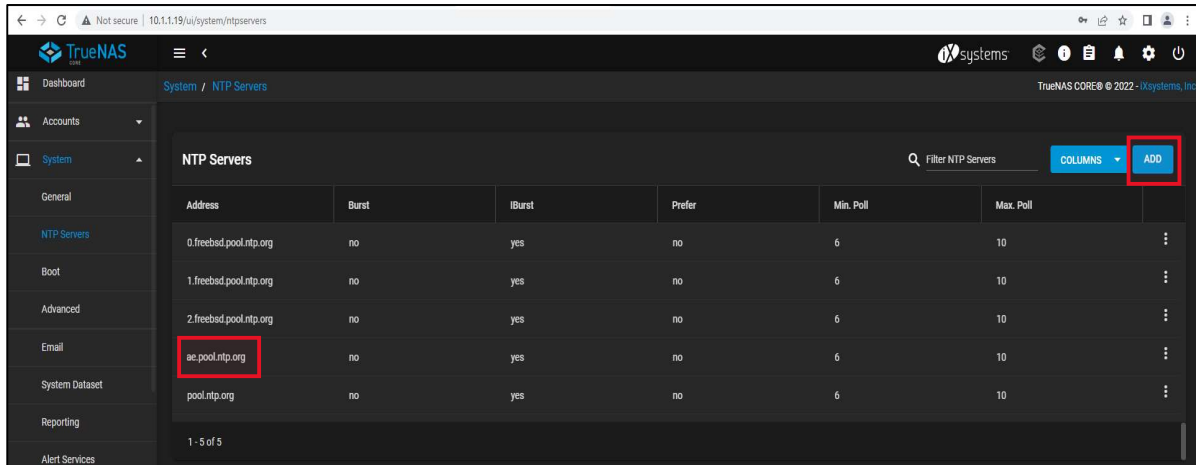 Not secure 10.1.1.19/ui/system/ntpservers
TrueNAS
CORE
iXsystems
Dashboard
System / NTP Servers
TrueNAS CORE® © 2022 - iXsystems, Inc
Accounts
System
NTP Servers
Filter NTP Servers
COLUMNS
ADD
General
Address Burst IBurst Prefer Min. Poll Max. Poll
NTP Servers
0.freebsd.pool.ntp.org no yes no 6 10
Boot
1.freebsd.pool.ntp.org no yes no 6 10
Advanced
2.freebsd.pool.ntp.org no yes no 6 10
Email
ae.pool.ntp.org no yes no 6 10
System Dataset
pool.ntp.org no yes no 6 10
Reporting
1 - 5 of 5
Alert Services